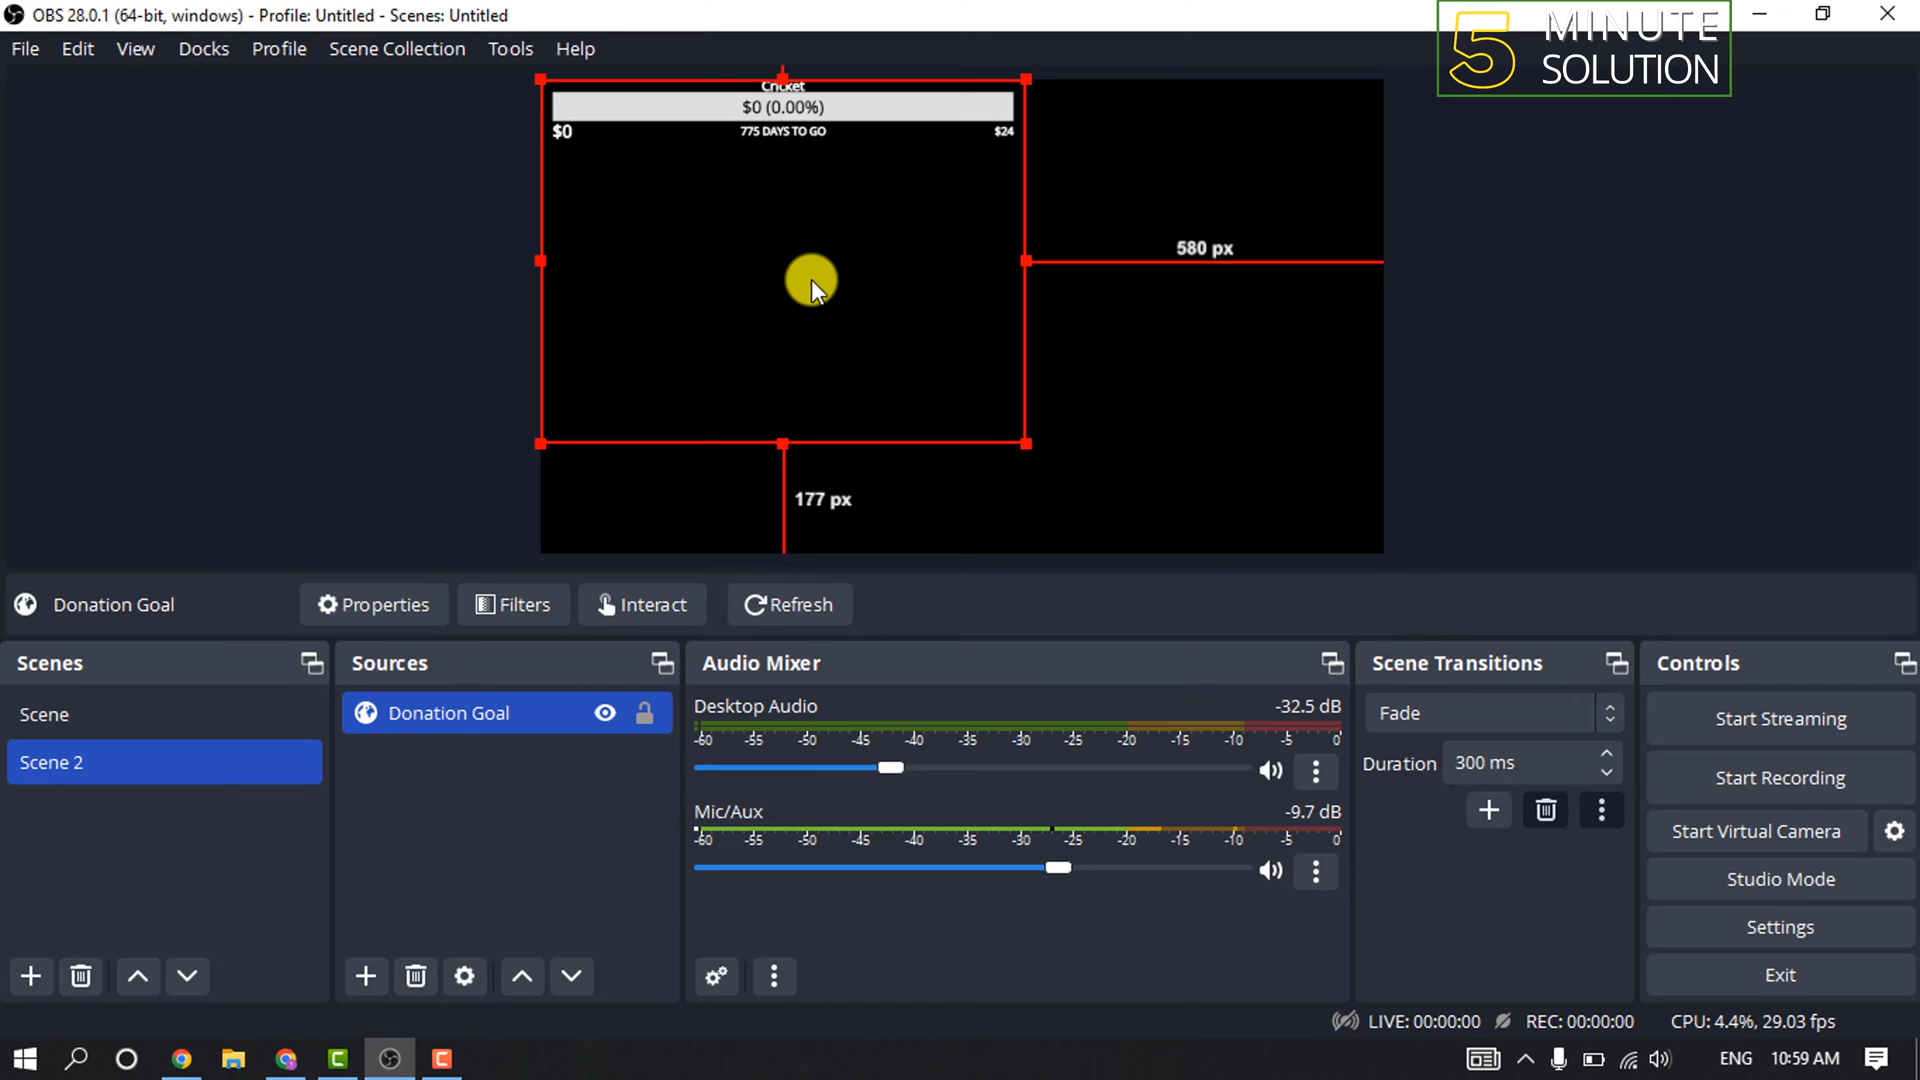 OBS 28.0.1 (64-bit, windows) - Profile: Untitled - Scenes: Untitled
5 MINUTE SOLUTION
File Edit View Docks Profile Scene Collection Tools Help
Cricket
$0 (0.00%)
$0 775 DAYS TO GO $24
580 px
177 px
Donation Goal Properties Filters Interact Refresh
Scenes Sources Audio Mixer Scene Transitions Controls
Scene
Scene 2
Donation Goal
Desktop Audio -32.5 dB
-60 -55 -50 -45 -40 -35 -30 -25 -20 -15 -10 -5 0
Mic/Aux -9.7 dB
-60 -55 -50 -45 -40 -35 -30 -25 -20 -15 -10 -5 0
Fade
Duration 300 ms
Start Streaming
Start Recording
Start Virtual Camera
Studio Mode
Settings
Exit
LIVE: 00:00:00 REC: 00:00:00 CPU: 4.4%, 29.03 fps
ENG 10:59 AM